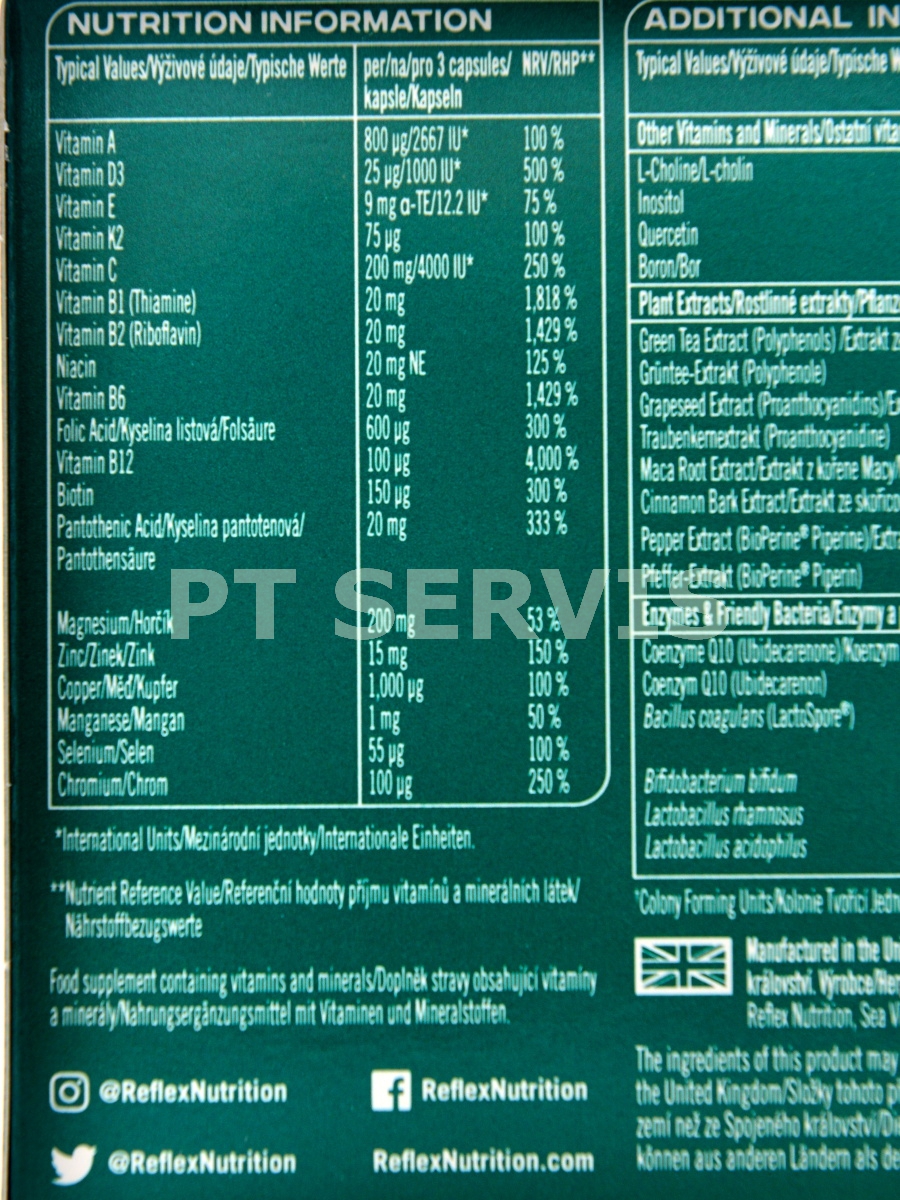 NUTRITION INFORMATION
Typical Values/Výživové údaje/Typische Werte per/na/pro 3 capsules/ NRV/RHP**
kapsle/Kapseln
Vitamin A 800 µg/2667 IU* 100 %
Vitamin D3 25 µg/1000 IU* 500 %
Vitamin E 9 mg α-TE/12.2 IU* 75 %
Vitamin K2 75 µg 100 %
Vitamin C 200 mg/4000 IU* 250 %
Vitamin B1 (Thiamine) 20 mg 1,818 %
Vitamin B2 (Riboflavin) 20 mg 1,429 %
Niacin 20 mg NE 125 %
Vitamin B6 20 mg 1,429 %
Folic Acid/Kyselina listová/Folsäure 600 µg 300 %
Vitamin B12 100 µg 4,000 %
Biotin 150 µg 300 %
Pantothenic Acid/Kyselina pantotenová/ 20 mg 333 %
Pantothensäure
PT SERVIS
Magnesium/Horčík 200 mg 53 %
Zinc/Zinek/Zink 15 mg 150 %
Copper/Měď/Kupfer 1,000 µg 100 %
Manganese/Mangan 1 mg 50 %
Selenium/Selen 55 µg 100 %
Chromium/Chrom 100 µg 250 %
*International Units/Mezinárodní jednotky/Internationale Einheiten.
**Nutrient Reference Value/Referenční hodnoty příjmu vitamínů a minerálních látek/
Nährstoffbezugswerte
Food supplement containing vitamins and minerals/Doplněk stravy obsahující vitamíny
a minerály/Nahrungsergänzungsmittel mit Vitaminen und Mineralstoffen.
@ReflexNutrition ReflexNutrition
@ReflexNutrition ReflexNutrition.com
ADDITIONAL IN
Typical Values/Výživové údaje/Typische W
Other Vitamins and Minerals/Ostatní vita
L-Choline/L-cholin
Inositol
Quercetin
Boron/Bor
Plant Extracts/Rostlinné extrakty/Pflanz
Green Tea Extract (Polyphenols) /Extrakt ze
Grüntee-Extrakt (Polyphenole)
Grapeseed Extract (Proanthocyanidins)/Ex
Traubenkernextrakt (Proanthocyanidine)
Maca Root Extract/Extrakt z kořene Macy/
Cinnamon Bark Extract/Extrakt ze skořico
Pepper Extract (BioPerine® Piperine)/Extra
Pfeffer-Extrakt (BioPerine® Piperin)
Enzymes & Friendly Bacteria/Enzymy a p
Coenzyme Q10 (Ubidecarenone)/Koenzym
Coenzym Q10 (Ubidecarenon)
Bacillus coagulans (LactoSpore®)
Bifidobacterium bifidum
Lactobacillus rhamnosus
Lactobacillus acidophilus
*Colony Forming Units/Kolonie Tvořící Jedn
Manufactured in the Un
království. Výrobce/Her
Reflex Nutrition, Sea V
The ingredients of this product may
the United Kingdom/Složky tohoto p
zemí než ze Spojeného království/Die
können aus anderen Ländern als de